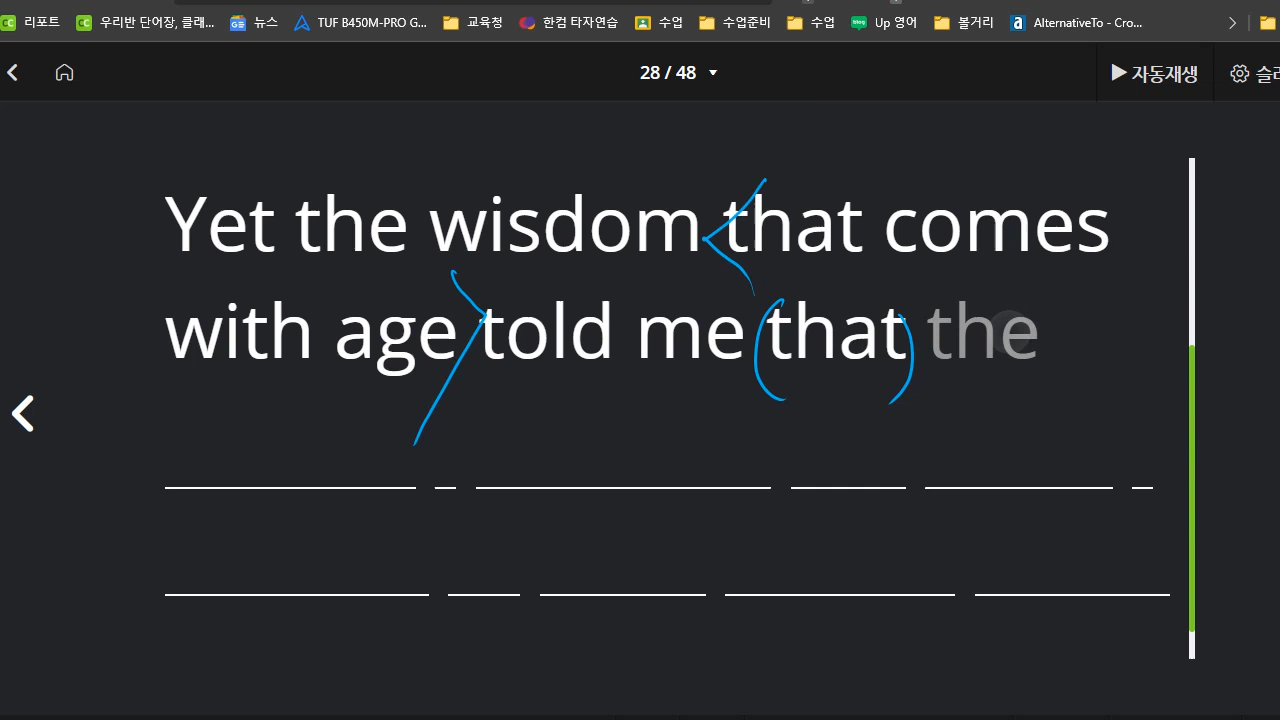 리포트 우리반 단어장, 클래... 뉴스 TUF B450M-PRO G... 교육청 한컴 타자연습 수업 수업준비 수업 Up 영어 볼거리 AlternativeTo - Cro...
28 / 48 자동재생 슬라
Yet the wisdom that comes
with age told me that the